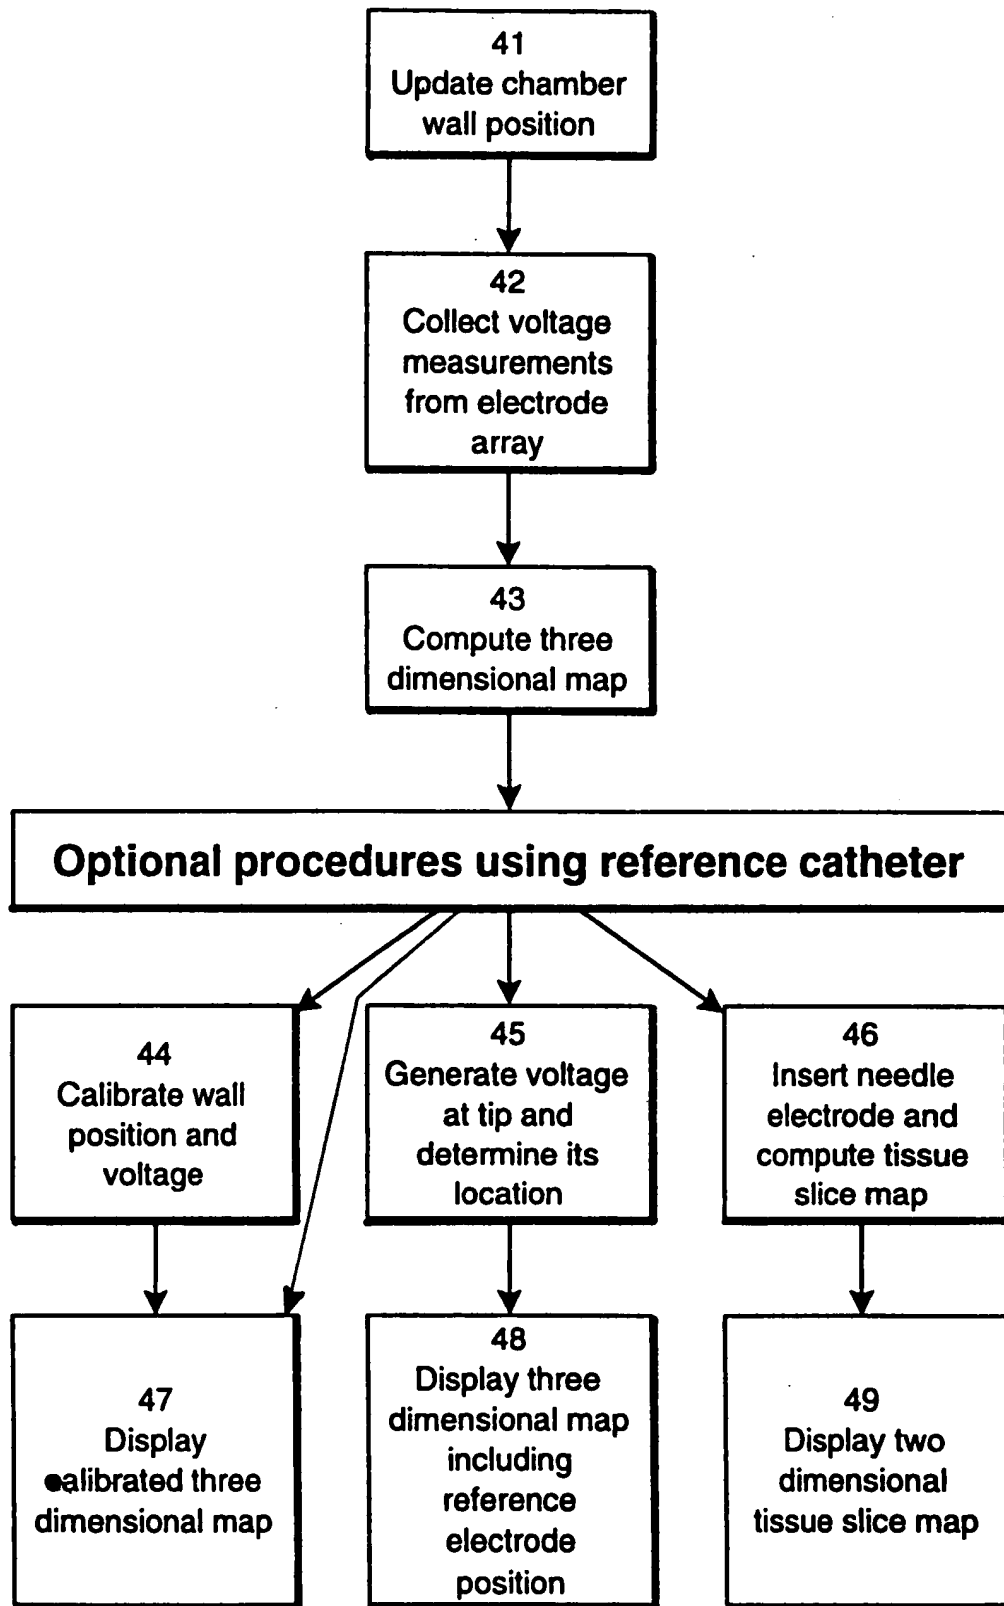 41
Update chamber
wall position
42
Collect voltage
measurements
from electrode
array
43
Compute three
dimensional map
Optional procedures using reference catheter
44
Calibrate wall
position and
voltage
45
Generate voltage
at tip and
determine its
location
46
Insert needle
electrode and
compute tissue
slice map
47
Display
calibrated three
dimensional map
48
Display three
dimensional map
including
reference
electrode
position
49
Display two
dimensional
tissue slice map